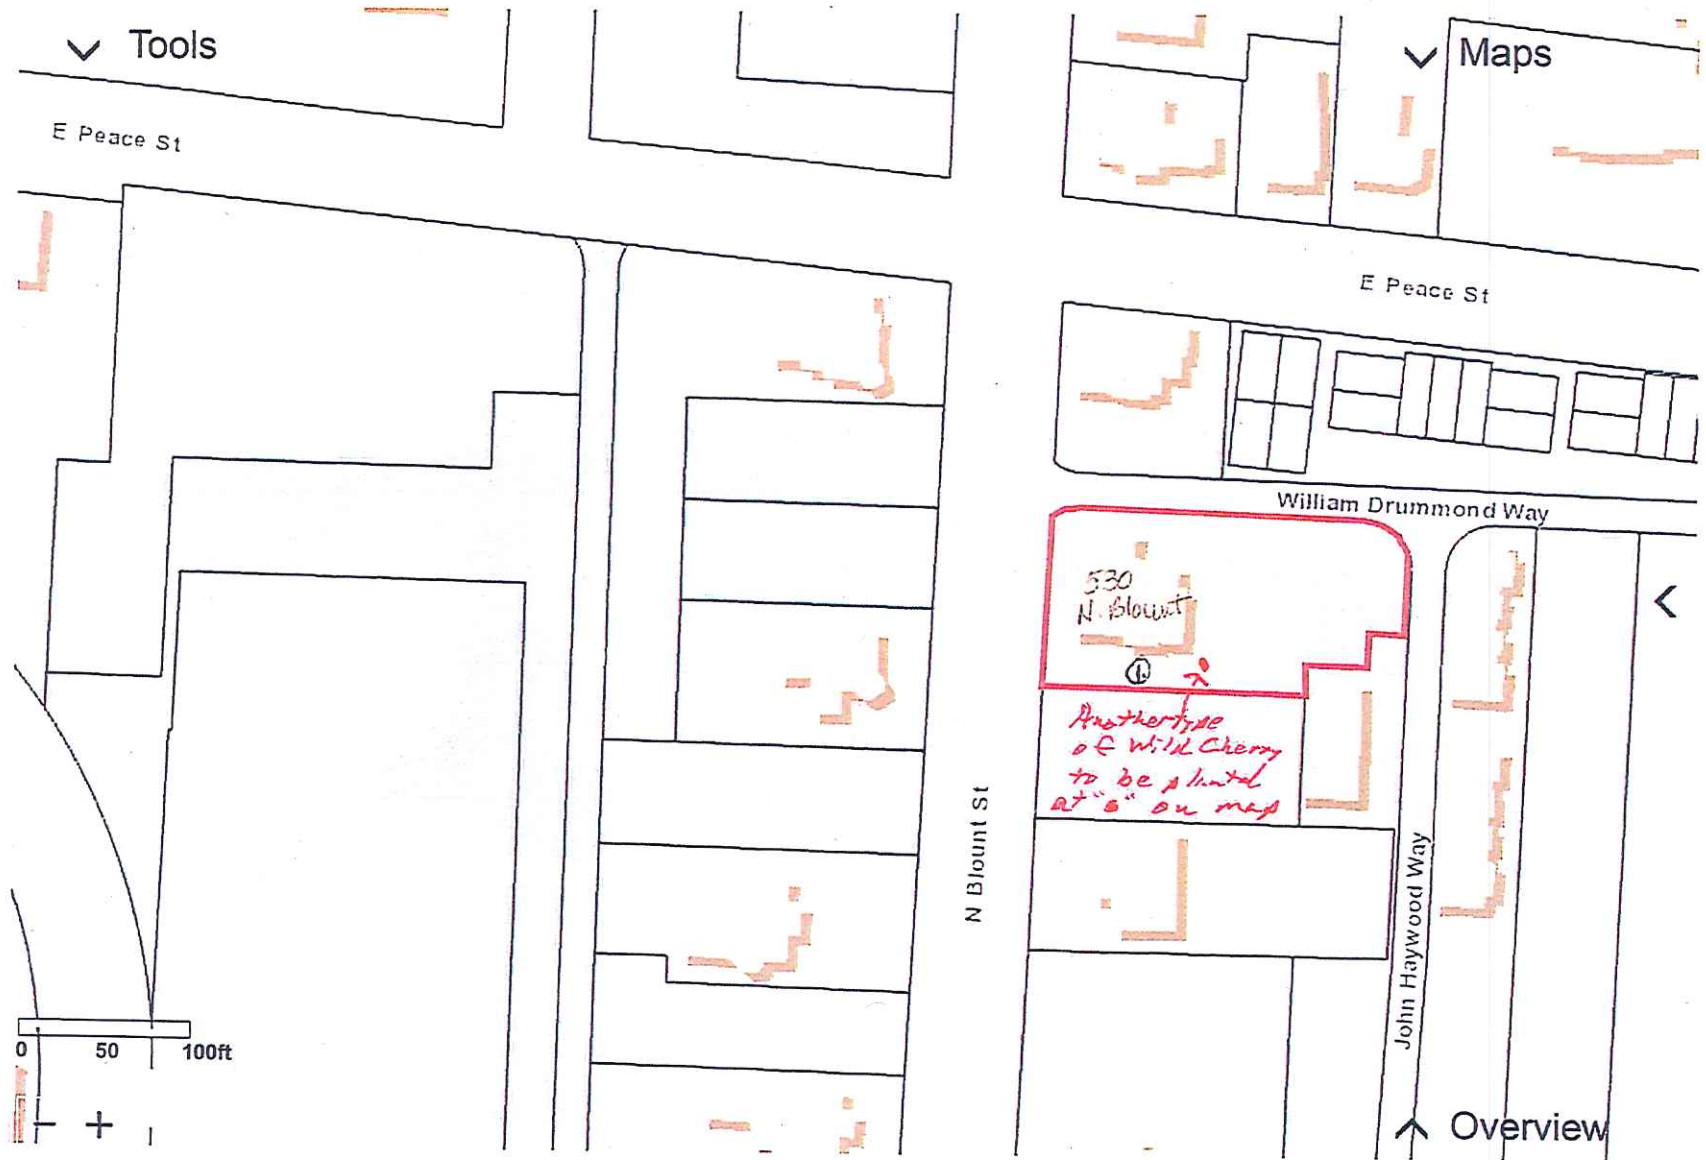 Tools
Maps
E Peace St
E Peace St
William Drummond Way
530
N. Blount
①
Another type
of Wild Cherry
to be planted
at "•" on map
N Blount St
John Haywood Way
0 50 100ft
- +
Overview